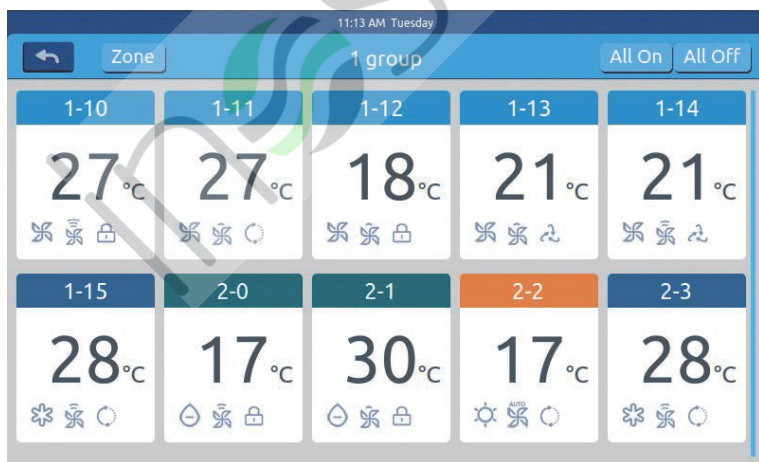 11:13 AM Tuesday
Zone 1 group All On All Off
1-10 1-11 1-12 1-13 1-14
27°C 27°C 18°C 21°C 21°C
1-15 2-0 2-1 2-2 2-3
28°C 17°C 30°C 17°C 28°C
AUTO